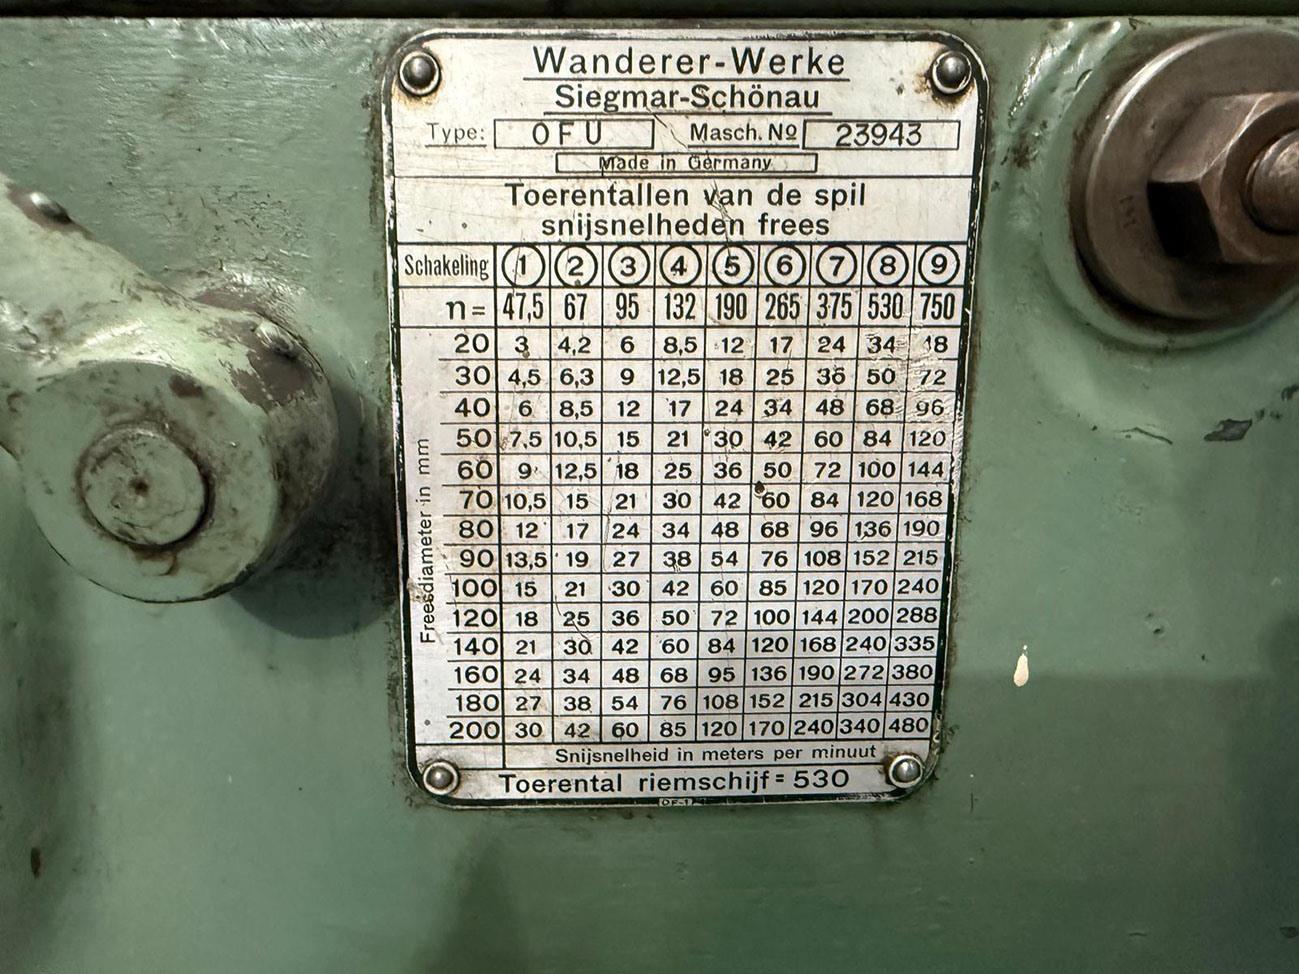 Wanderer-Werke
Siegmar-Schönau
Type: OFU Masch. No 23943
Made in Germany
Toerentallen van de spil
snijsnelheden frees
Schakeling 1 2 3 4 5 6 7 8 9
n= 47,5 67 95 132 190 265 375 530 750
Freesdiameter in mm
20 3 4,2 6 8,5 12 17 24 34 48
30 4,5 6,3 9 12,5 18 25 36 50 72
40 6 8,5 12 17 24 34 48 68 96
50 7,5 10,5 15 21 30 42 60 84 120
60 9 12,5 18 25 36 50 72 100 144
70 10,5 15 21 30 42 60 84 120 168
80 12 17 24 34 48 68 96 136 190
90 13,5 19 27 38 54 76 108 152 215
100 15 21 30 42 60 85 120 170 240
120 18 25 36 50 72 100 144 200 288
140 21 30 42 60 84 120 168 240 335
160 24 34 48 68 95 136 190 272 380
180 27 38 54 76 108 152 215 304 430
200 30 42 60 85 120 170 240 340 480
Snijsnelheid in meters per minuut
Toerental riemschijf = 530
OF-1